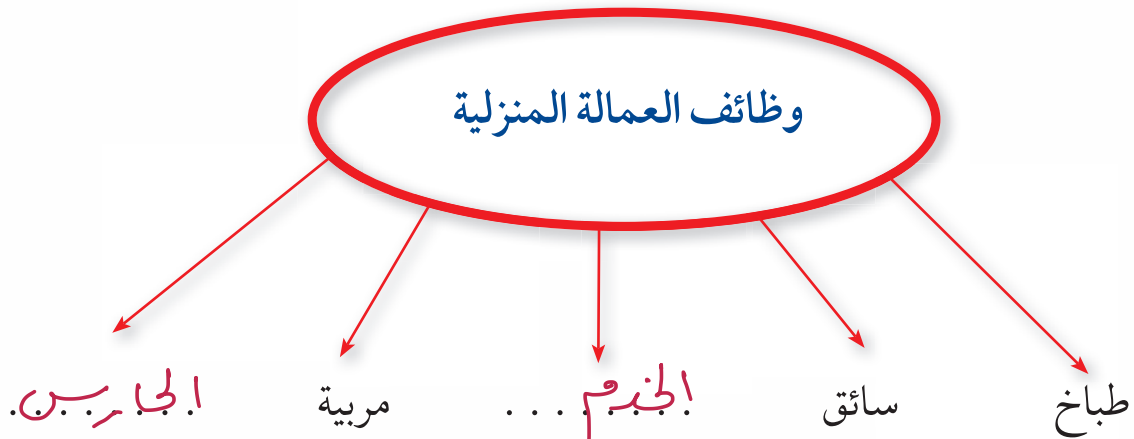 وظائف العمالة المنزلية
طباخ
سائق
الخدم
مربية
الحارس